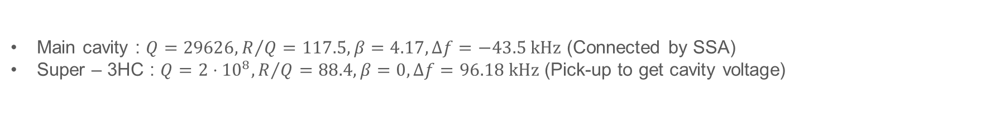 • Main cavity : 𝑄 = 29626, 𝑅/𝑄 = 117.5, 𝛽 = 4.17, Δ𝑓 = −43.5 kHz (Connected by SSA)
• Super – 3HC : 𝑄 = 2 · 10⁸, 𝑅/𝑄 = 88.4, 𝛽 = 0, Δ𝑓 = 96.18 kHz (Pick-up to get cavity voltage)